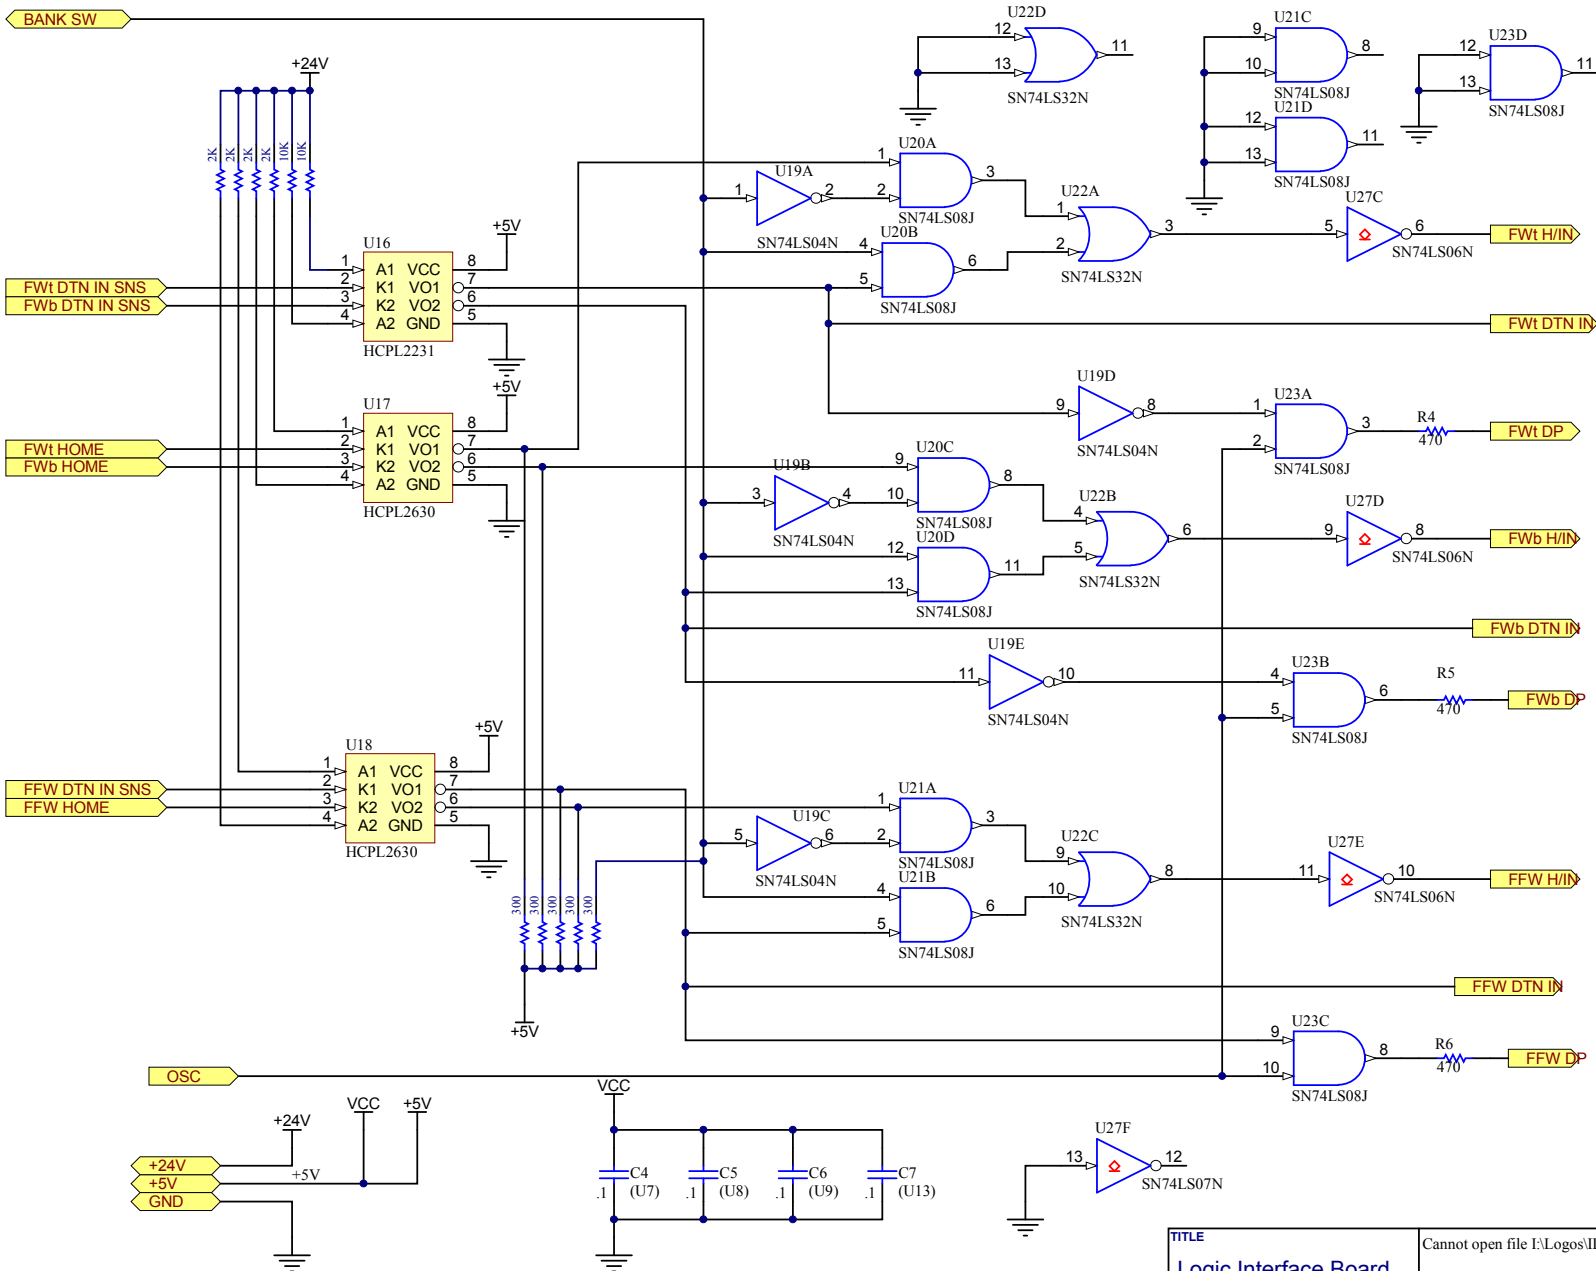 BANK SW
U22D
12
13
11
SN74LS32N
U21C
9
10
8
SN74LS08J
U21D
12
13
11
SN74LS08J
U23D
12
13
11
SN74LS08J
+24V
2K
2K
2K
2K
10K
10K
U20A
1
2
3
SN74LS08J
U19A
1
2
SN74LS04N
U20B
4
5
6
SN74LS08J
U22A
1
2
3
SN74LS32N
U27C
5
6
SN74LS06N
FWt H/IN
U16
+5V
1
2
3
4
A1 VCC
K1 VO1
K2 VO2
A2 GND
8
7
6
5
HCPL2231
FWt DTN IN SNS
FWb DTN IN SNS
FWt DTN IN
U17
+5V
1
2
3
4
A1 VCC
K1 VO1
K2 VO2
A2 GND
8
7
6
5
HCPL2630
FWt HOME
FWb HOME
U19D
9
8
SN74LS04N
U23A
1
2
3
SN74LS08J
R4
470
FWt DP
U19B
3
4
SN74LS04N
U20C
9
10
8
SN74LS08J
U20D
12
13
11
SN74LS08J
U22B
4
5
6
SN74LS32N
U27D
9
8
SN74LS06N
FWb H/IN
FWb DTN IN
U19E
11
10
SN74LS04N
U23B
4
5
6
SN74LS08J
R5
470
FWb DP
U18
+5V
1
2
3
4
A1 VCC
K1 VO1
K2 VO2
A2 GND
8
7
6
5
HCPL2630
FFW DTN IN SNS
FFW HOME
U19C
5
6
SN74LS04N
U21A
1
2
3
SN74LS08J
U21B
4
5
6
SN74LS08J
U22C
9
10
8
SN74LS32N
U27E
11
10
SN74LS06N
FFW H/IN
300
300
300
300
300
+5V
FFW DTN IN
U23C
9
10
8
SN74LS08J
R6
470
FFW DP
OSC
+24V
VCC
+5V
+24V
+5V
+5V
GND
VCC
C4
(U7)
.1
C5
(U8)
.1
C6
(U9)
.1
C7
(U13)
.1
U27F
13
12
SN74LS07N
TITLE
Logic Interface Board
Cannot open file I:\Logos\II